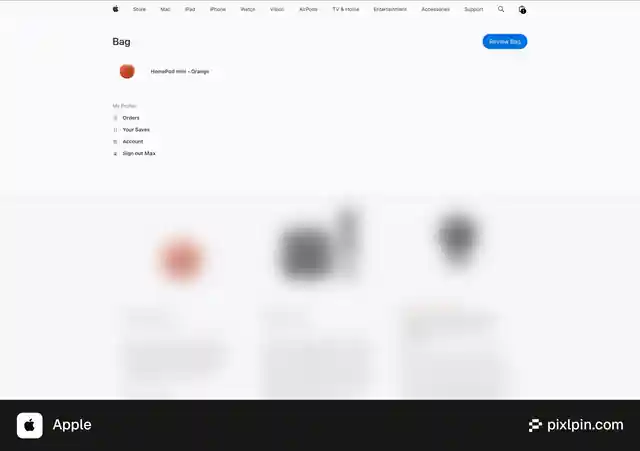 Store Mac iPad iPhone Watch Vision AirPods TV & Home Entertainment Accessories Support
Bag
Review Bag
HomePod mini – Orange
My Profile
Orders
Your Saves
Account
Sign out Max
Apple
pixlpin.com